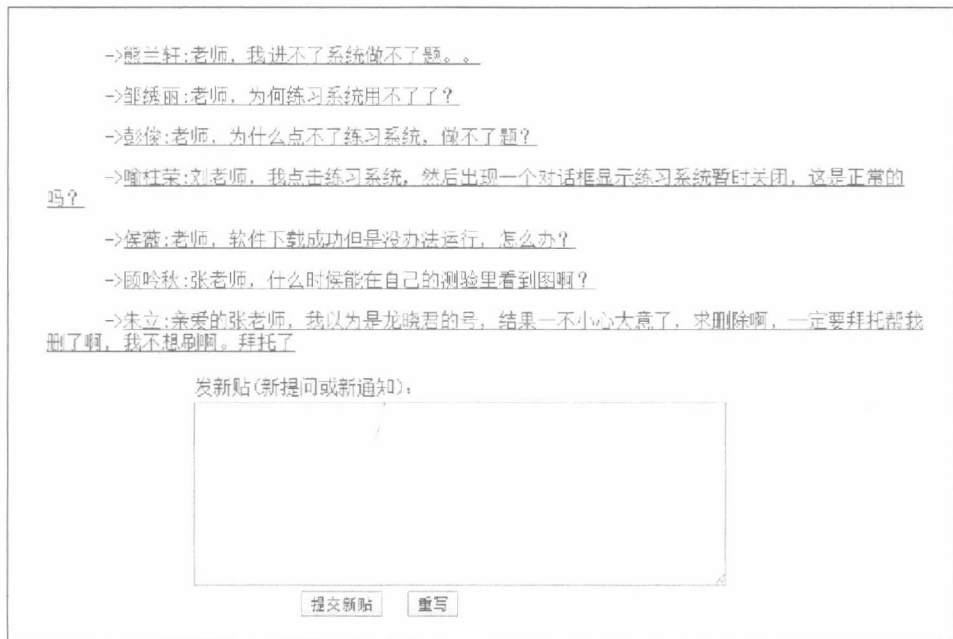 ->熊兰轩:老师，我进不了系统做不了题。。
->邹绣丽:老师，为何练习系统用不了了？
->彭俊:老师，为什么点不了练习系统，做不了题？
->喻柱荣:刘老师，我点击练习系统，然后出现一个对话框显示练习系统暂时关闭，这是正常的
吗？
->侯薇:老师，软件下载成功但是没办法运行，怎么办？
->顾吟秋:张老师，什么时候能在自己的测验里看到图啊？
->朱立:亲爱的张老师，我以为是龙晓君的号，结果一不小心大意了，求删除啊，一定要拜托帮我
删了啊，我不想刷啊。拜托了
发新贴(新提问或新通知)：
提交新贴 重写